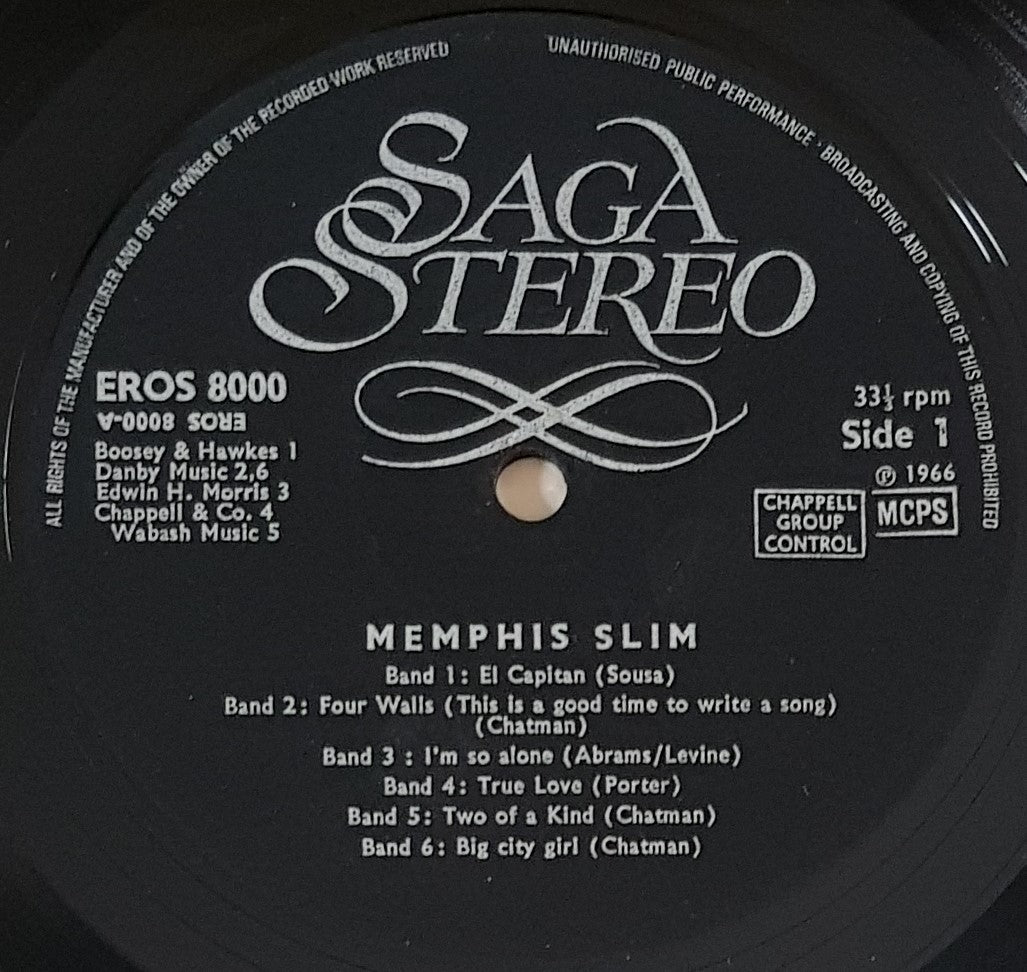 ALL RIGHTS OF THE MANUFACTURER AND OF THE OWNER OF THE RECORDED WORK RESERVED
UNAUTHORISED PUBLIC PERFORMANCE · BROADCASTING AND COPYING OF THIS RECORD PROHIBITED
SAGA
STEREO
EROS 8000
EROS 8000-A
Boosey & Hawkes 1
Danby Music 2,6
Edwin H. Morris 3
Chappell & Co. 4
Wabash Music 5
33⅓ rpm
Side 1
℗ 1966
CHAPPELL
GROUP
CONTROL
MCPS
MEMPHIS SLIM
Band 1: El Capitan (Sousa)
Band 2: Four Walls (This is a good time to write a song)
(Chatman)
Band 3 : I'm so alone (Abrams/Levine)
Band 4: True Love (Porter)
Band 5: Two of a Kind (Chatman)
Band 6: Big city girl (Chatman)